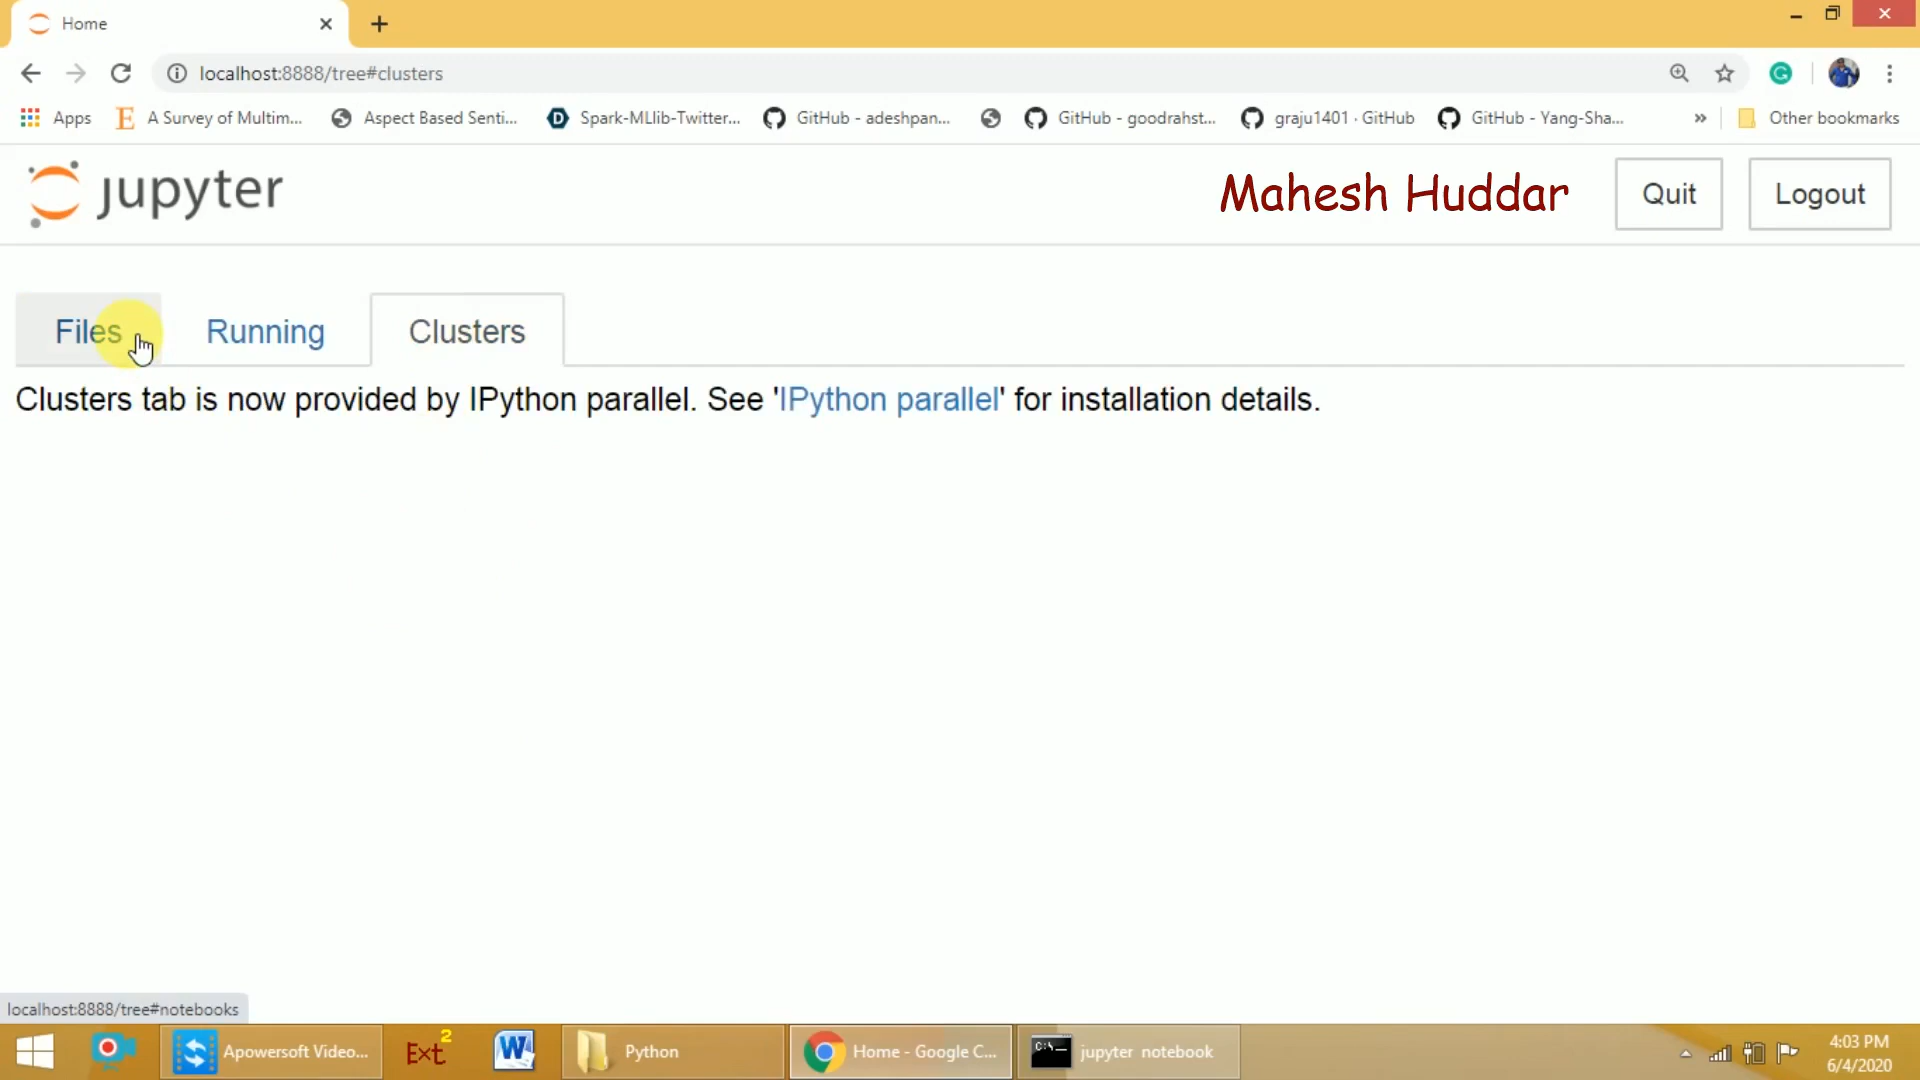 Home
localhost:8888/tree#clusters
Apps A Survey of Multim... Aspect Based Senti... Spark-MLlib-Twitter... GitHub - adeshpan... GitHub - goodrahst... graju1401 · GitHub GitHub - Yang-Sha... » Other bookmarks
jupyter Mahesh Huddar Quit Logout
Files Running Clusters
Clusters tab is now provided by IPython parallel. See 'IPython parallel' for installation details.
localhost:8888/tree#notebooks
Apowersoft Video... Ext2 W Python Home - Google C... C:\- jupyter notebook 4:03 PM
6/4/2020